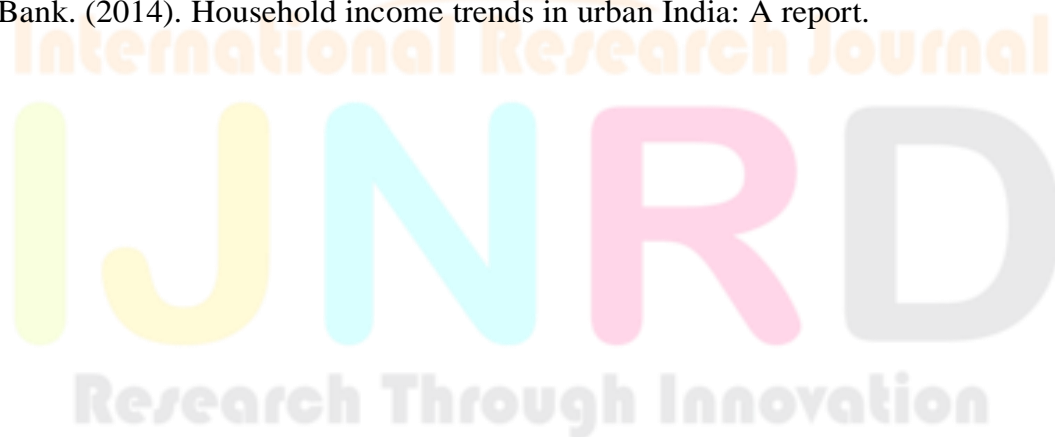 Bank. (2014). Household income trends in urban India: A report.
International Research Journal
IJNRD
Research Through Innovation